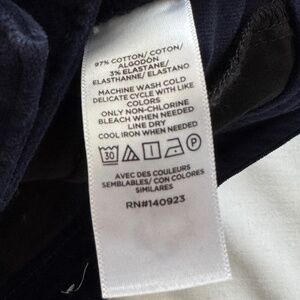 97% COTTON/ COTON/
ALGODÓN
3% ELASTANE/
ELASTHANNE/ ELASTANO
MACHINE WASH COLD
DELICATE CYCLE WITH LIKE
COLORS
ONLY NON-CHLORINE
BLEACH WHEN NEEDED
LINE DRY
COOL IRON WHEN NEEDED
30 P
AVEC DES COULEURS
SEMBLABLES/ CON COLORES
SIMILARES
RN#140923